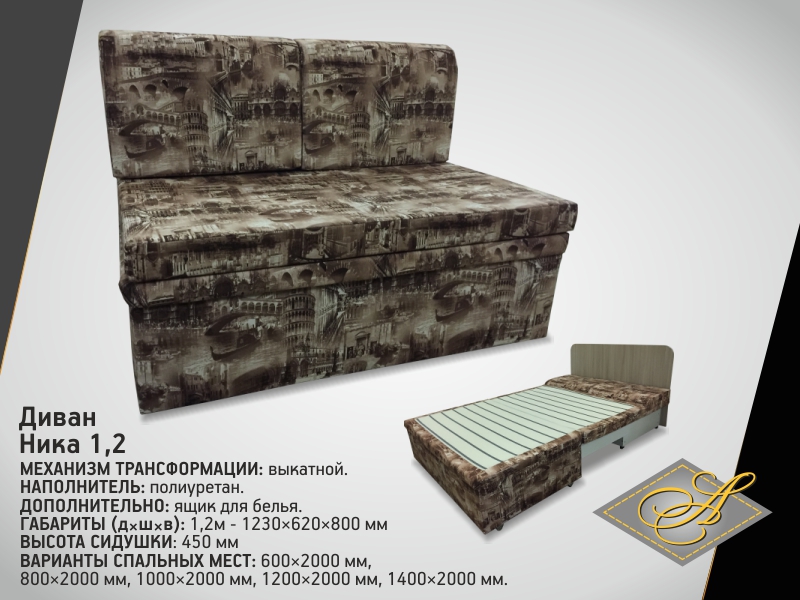 Диван
Ника 1,2
МЕХАНИЗМ ТРАНСФОРМАЦИИ: выкатной.
НАПОЛНИТЕЛЬ: полиуретан.
ДОПОЛНИТЕЛЬНО: ящик для белья.
ГАБАРИТЫ (д×ш×в): 1,2м - 1230×620×800 мм
ВЫСОТА СИДУШКИ: 450 мм
ВАРИАНТЫ СПАЛЬНЫХ МЕСТ: 600×2000 мм,
800×2000 мм, 1000×2000 мм, 1200×2000 мм, 1400×2000 мм.
А